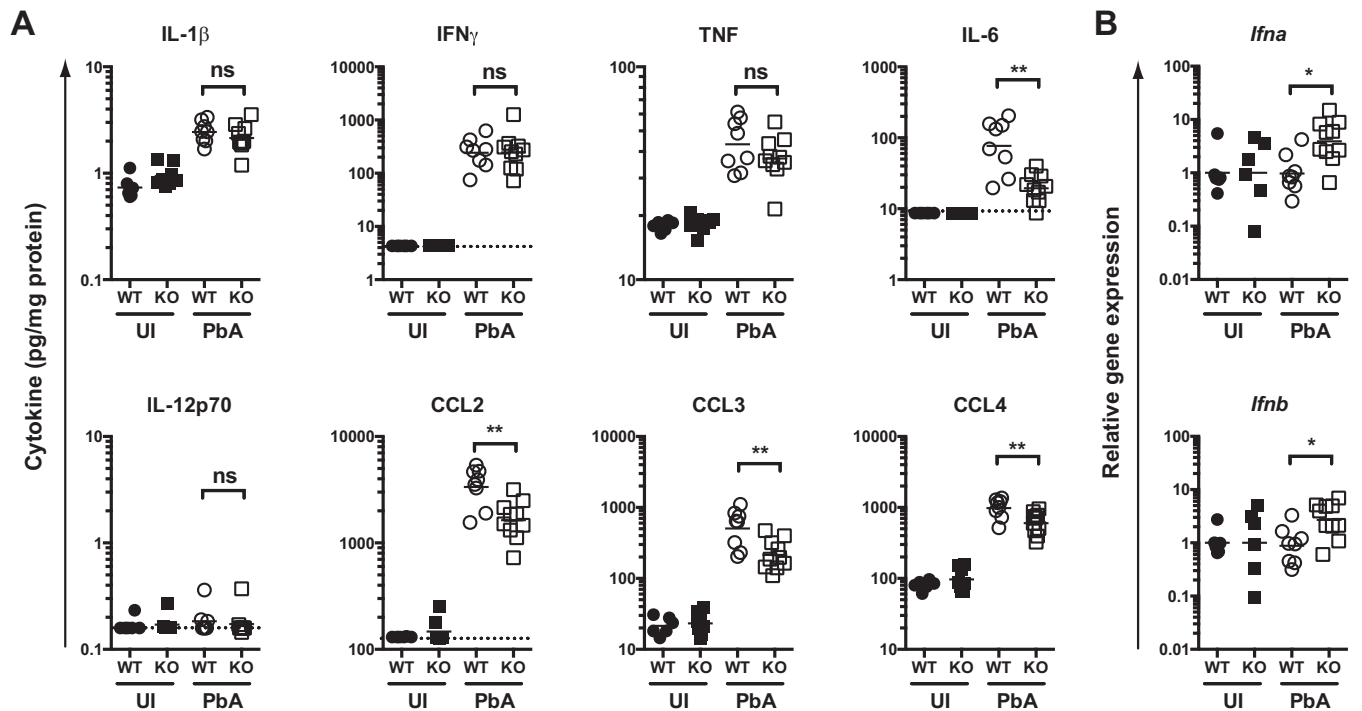 A
B
Cytokine (pg/mg protein)
IL-1β
10
1
0.1
ns
WT KO WT KO
UI PbA
IFNγ
10000
1000
100
10
1
ns
WT KO WT KO
UI PbA
TNF
100
10
ns
WT KO WT KO
UI PbA
IL-6
1000
100
10
1
**
WT KO WT KO
UI PbA
Relative gene expression
Ifna
100
10
1
0.1
0.01
*
WT KO WT KO
UI PbA
IL-12p70
10
1
0.1
ns
WT KO WT KO
UI PbA
CCL2
10000
1000
100
**
WT KO WT KO
UI PbA
CCL3
10000
1000
100
10
**
WT KO WT KO
UI PbA
CCL4
10000
1000
100
10
**
WT KO WT KO
UI PbA
Ifnb
100
10
1
0.1
0.01
*
WT KO WT KO
UI PbA